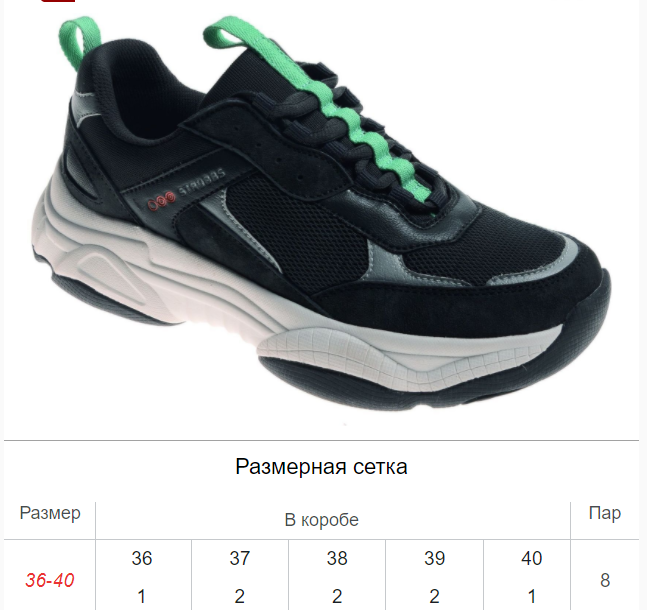 STROBBS
Размерная сетка
Размер В коробе Пар
36 37 38 39 40
36-40 8
1 2 2 2 1